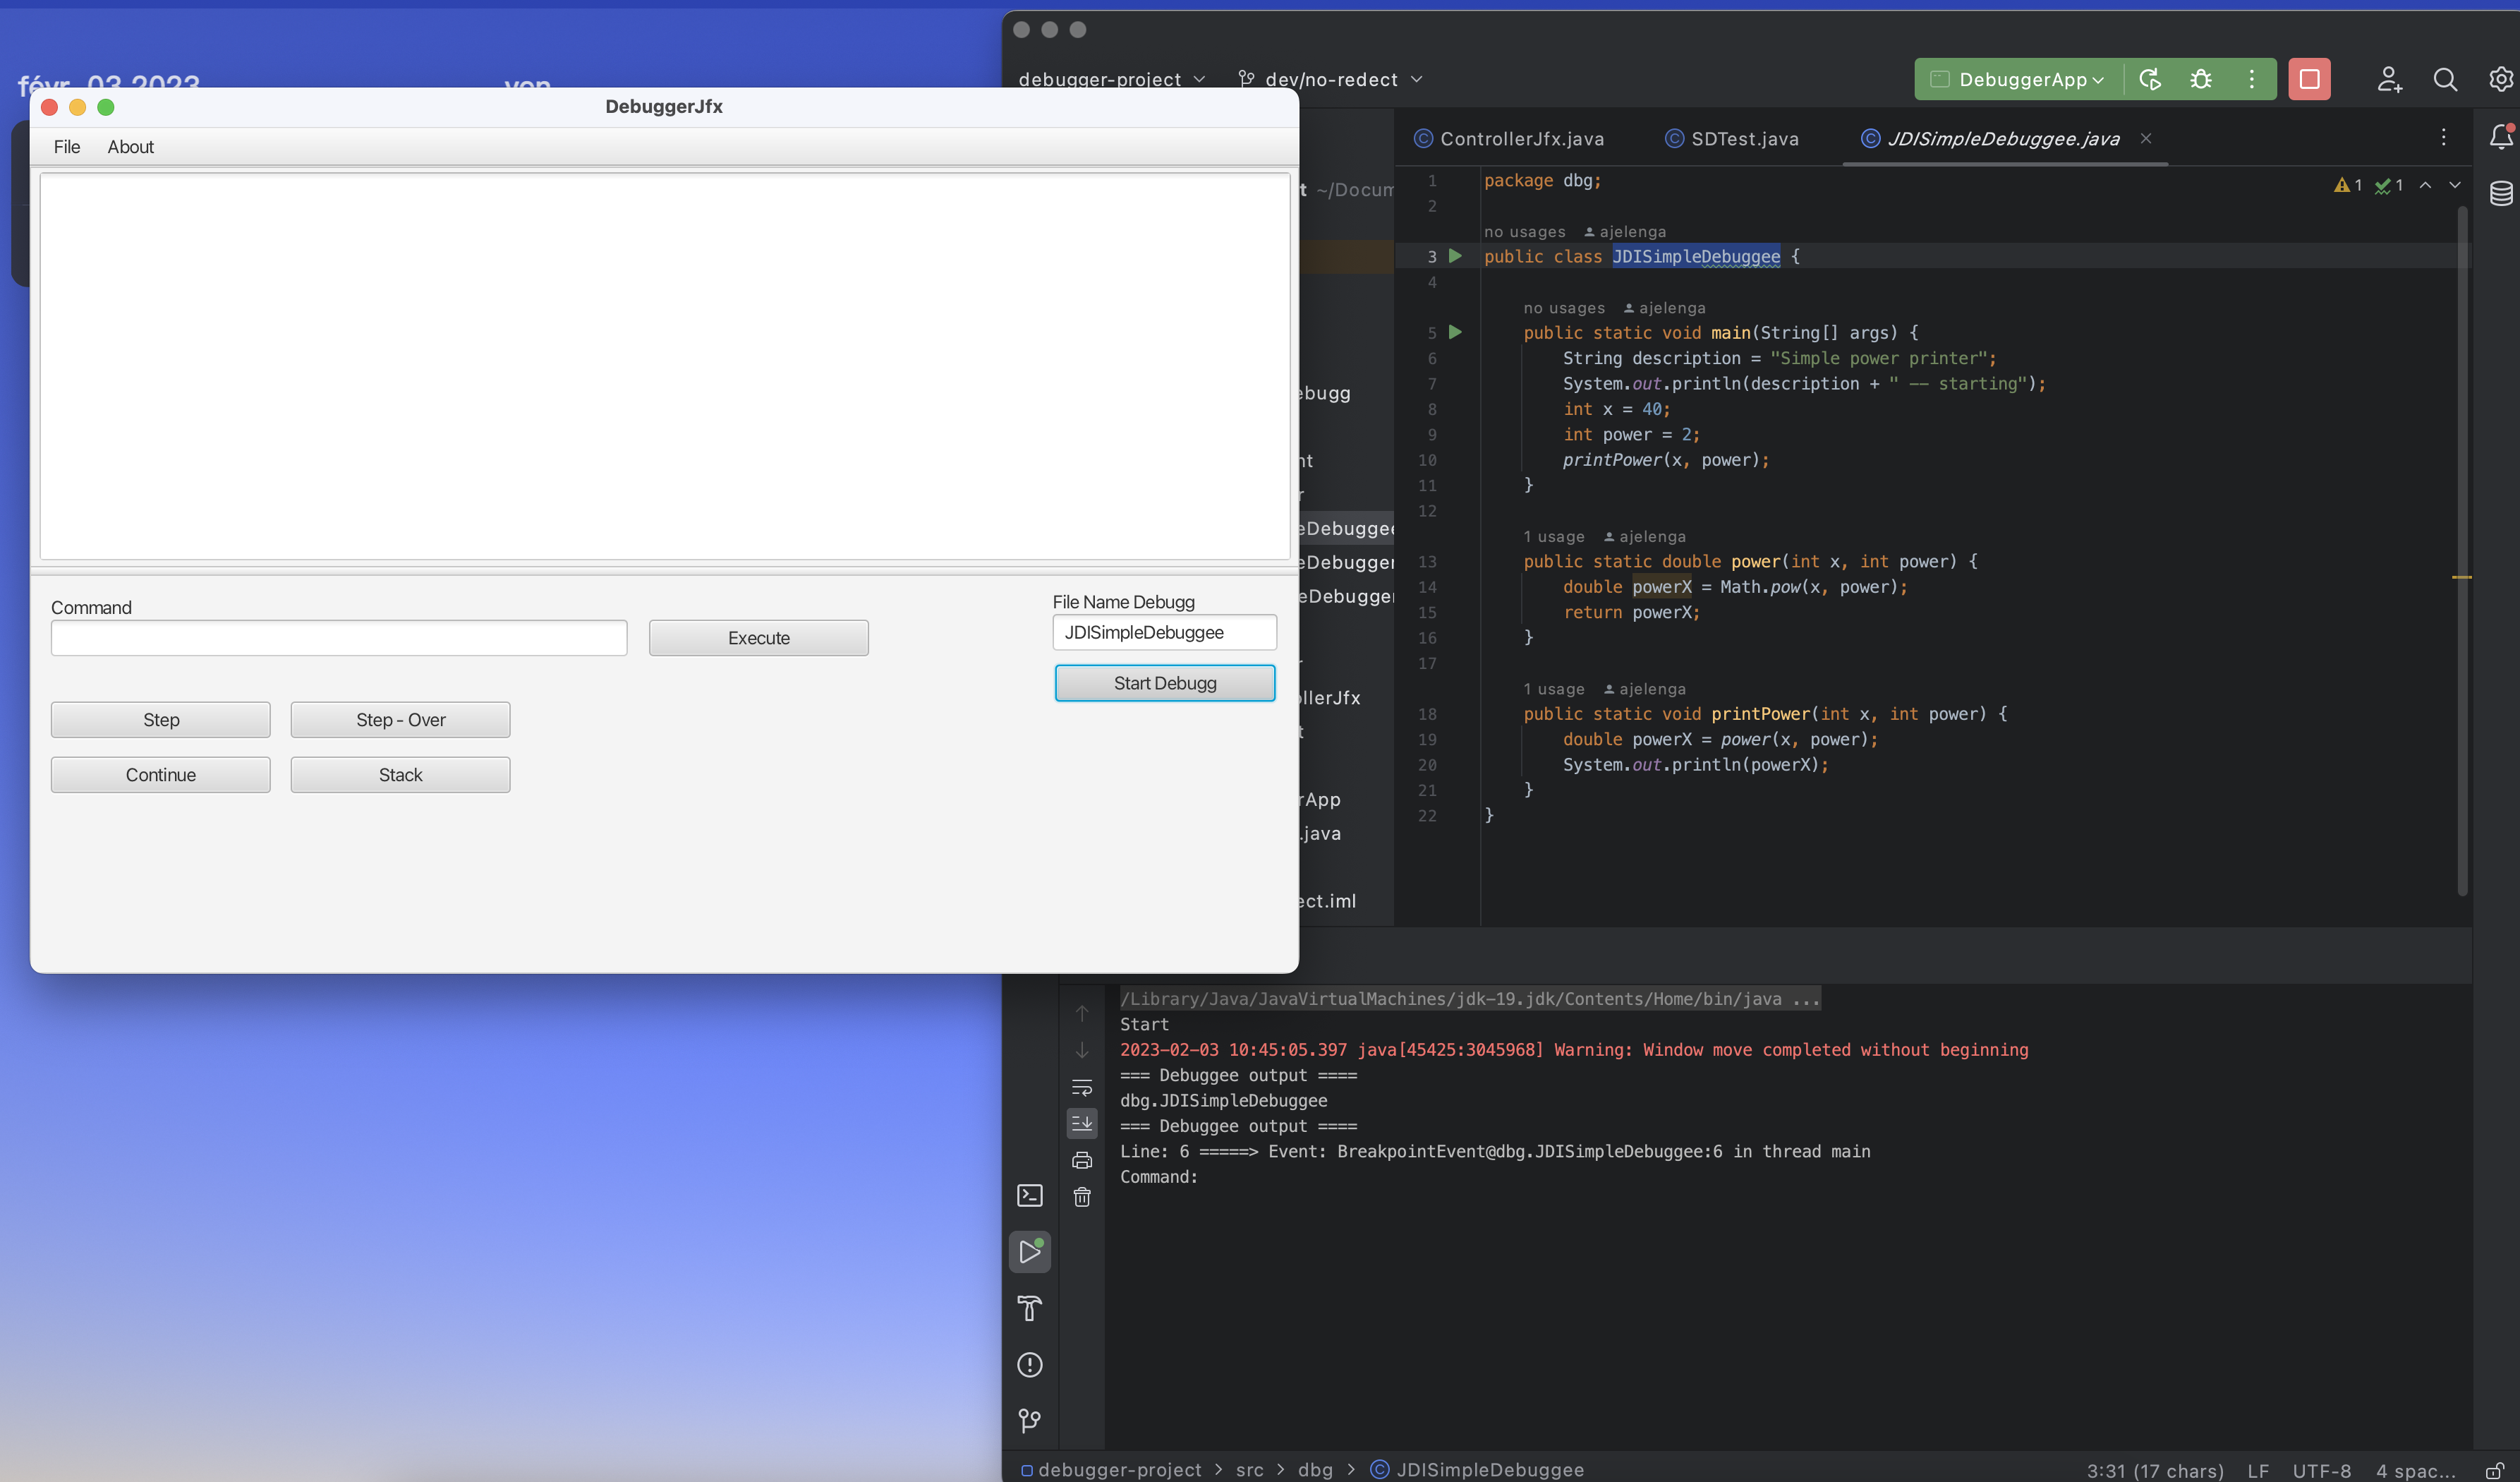 févr. 03 2023
ven
DebuggerJfx
File About
Command
Execute
File Name Debugg
JDISimpleDebuggee
Start Debugg
Step
Step - Over
Continue
Stack
debugger-project
dev/no-redect
DebuggerApp
ControllerJfx.java
SDTest.java
JDISimpleDebuggee.java
t ~/Docum
ebugg
nt
r
eDebuggee
eDebugger
eDebugger
r
ollerJfx
t
rApp
.java
ect.iml
1 package dbg;
2
no usages ajelenga
3 public class JDISimpleDebuggee {
4
no usages ajelenga
5 public static void main(String[] args) {
6 String description = "Simple power printer";
7 System.out.println(description + " -- starting");
8 int x = 40;
9 int power = 2;
10 printPower(x, power);
11 }
12
1 usage ajelenga
13 public static double power(int x, int power) {
14 double powerX = Math.pow(x, power);
15 return powerX;
16 }
17
1 usage ajelenga
18 public static void printPower(int x, int power) {
19 double powerX = power(x, power);
20 System.out.println(powerX);
21 }
22 }
1 1
/Library/Java/JavaVirtualMachines/jdk-19.jdk/Contents/Home/bin/java ...
Start
2023-02-03 10:45:05.397 java[45425:3045968] Warning: Window move completed without beginning
=== Debuggee output ====
dbg.JDISimpleDebuggee
=== Debuggee output ====
Line: 6 =====> Event: BreakpointEvent@dbg.JDISimpleDebuggee:6 in thread main
Command:
debugger-project > src > dbg > JDISimpleDebuggee
3:31 (17 chars) LF UTF-8 4 spac...